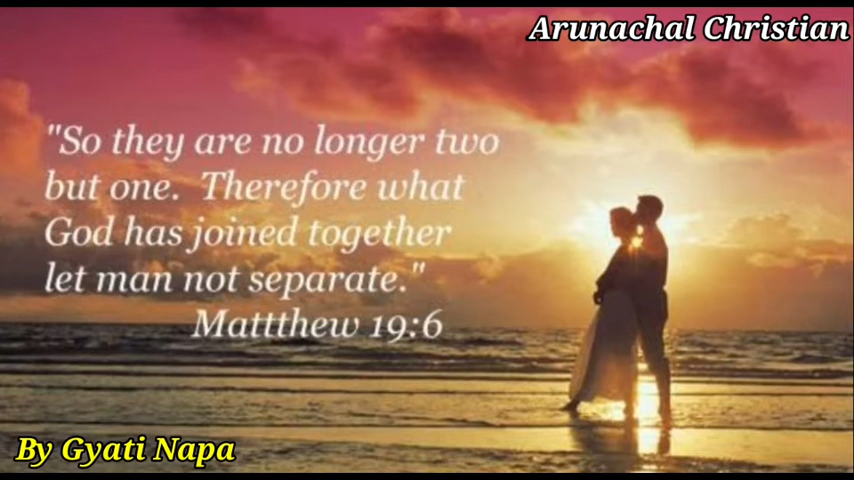 Arunachal Christian
"So they are no longer two
but one. Therefore what
God has joined together
let man not separate."
Mattthew 19:6
By Gyati Napa